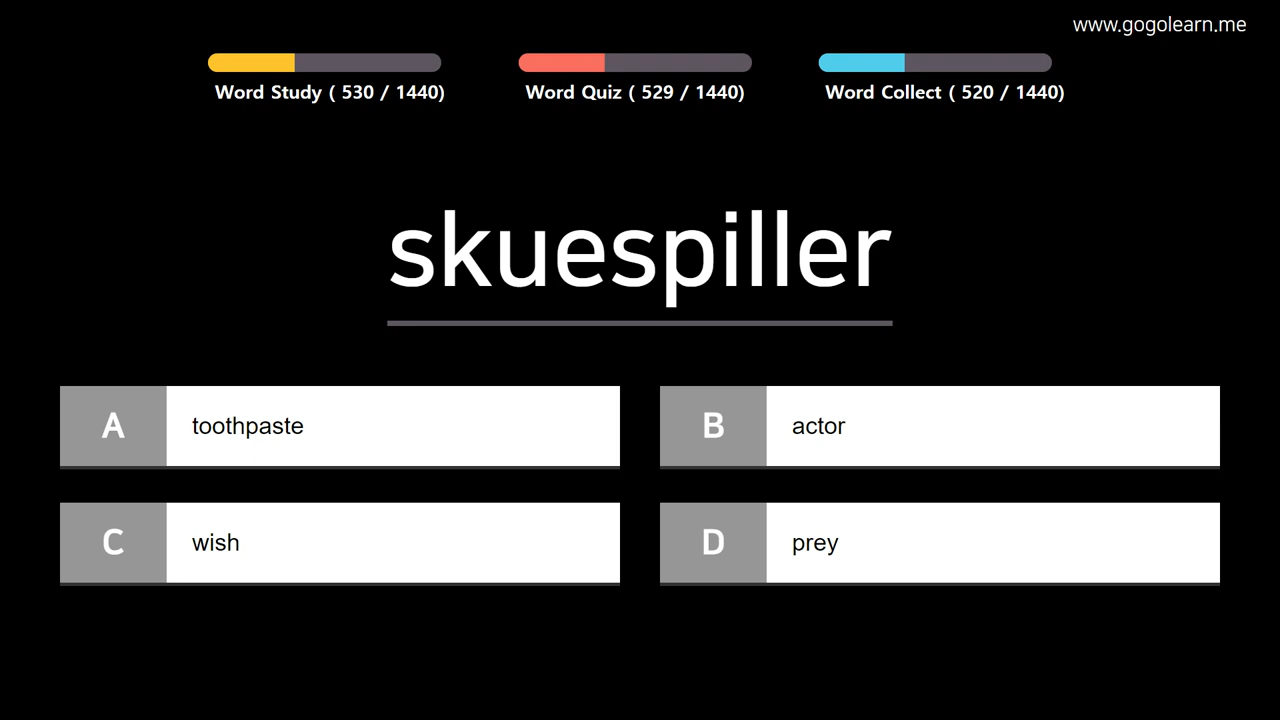 www.gogolearn.me
Word Study ( 530 / 1440)
Word Quiz ( 529 / 1440)
Word Collect ( 520 / 1440)
skuespiller
A toothpaste
B actor
C wish
D prey